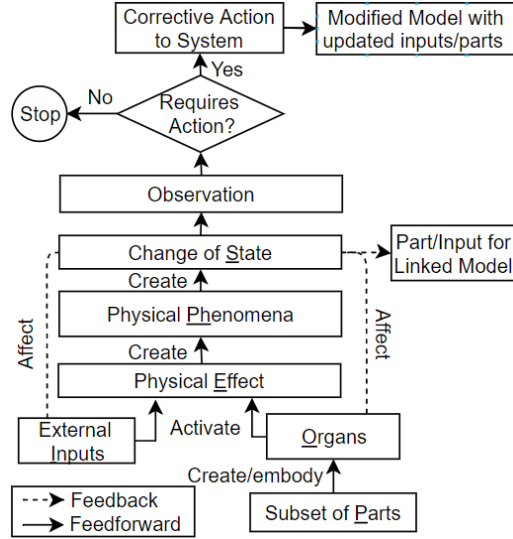 Corrective Action
to System
Modified Model with
updated inputs/parts
Yes
No
Requires
Action?
Stop
Observation
Change of State
Part/Input for
Linked Model
Create
Physical Phenomena
Affect
Affect
Create
Physical Effect
External
Inputs
Activate
Organs
Create/embody
Feedback
Feedforward
Subset of Parts